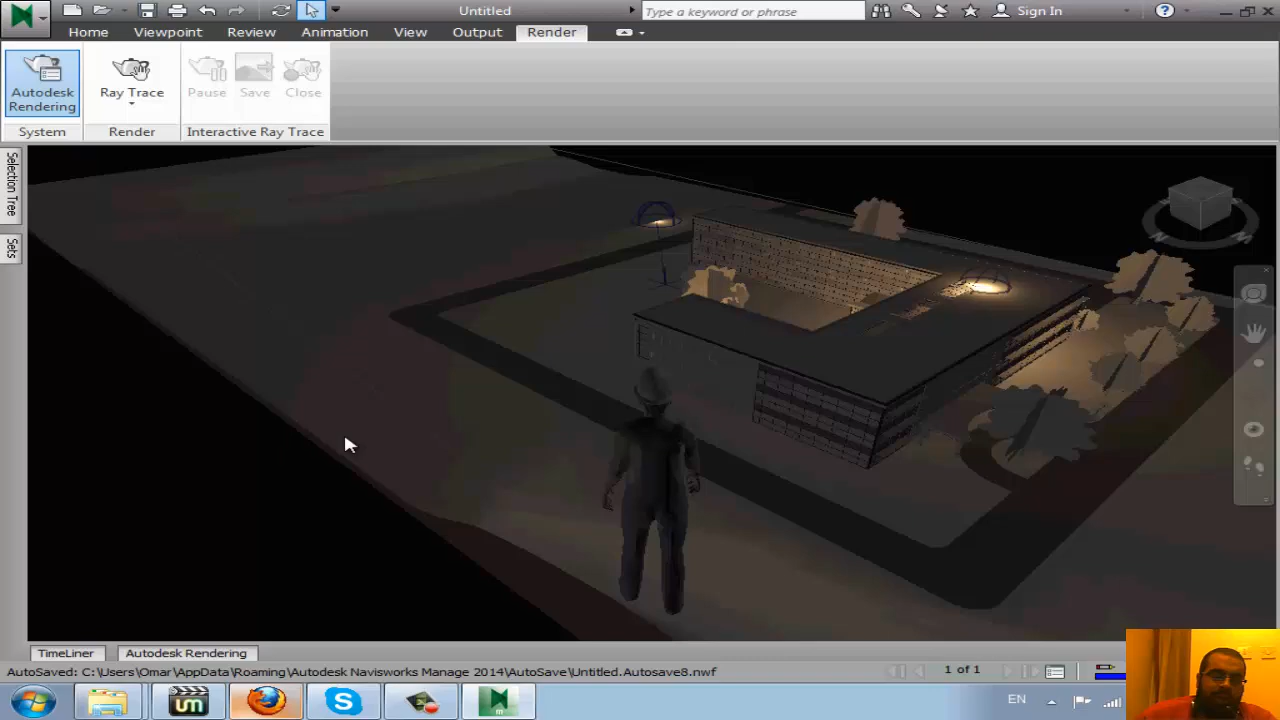 Untitled
Type a keyword or phrase
Sign In
Home Viewpoint Review Animation View Output Render
Autodesk Rendering
Ray Trace
Pause Save Close
System Render Interactive Ray Trace
Selection Tree
Sets
TimeLiner Autodesk Rendering
AutoSaved: C:\Users\Omar\AppData\Roaming\Autodesk Navisworks Manage 2014\AutoSave\Untitled.Autosave8.nwf
1 of 1
um
EN